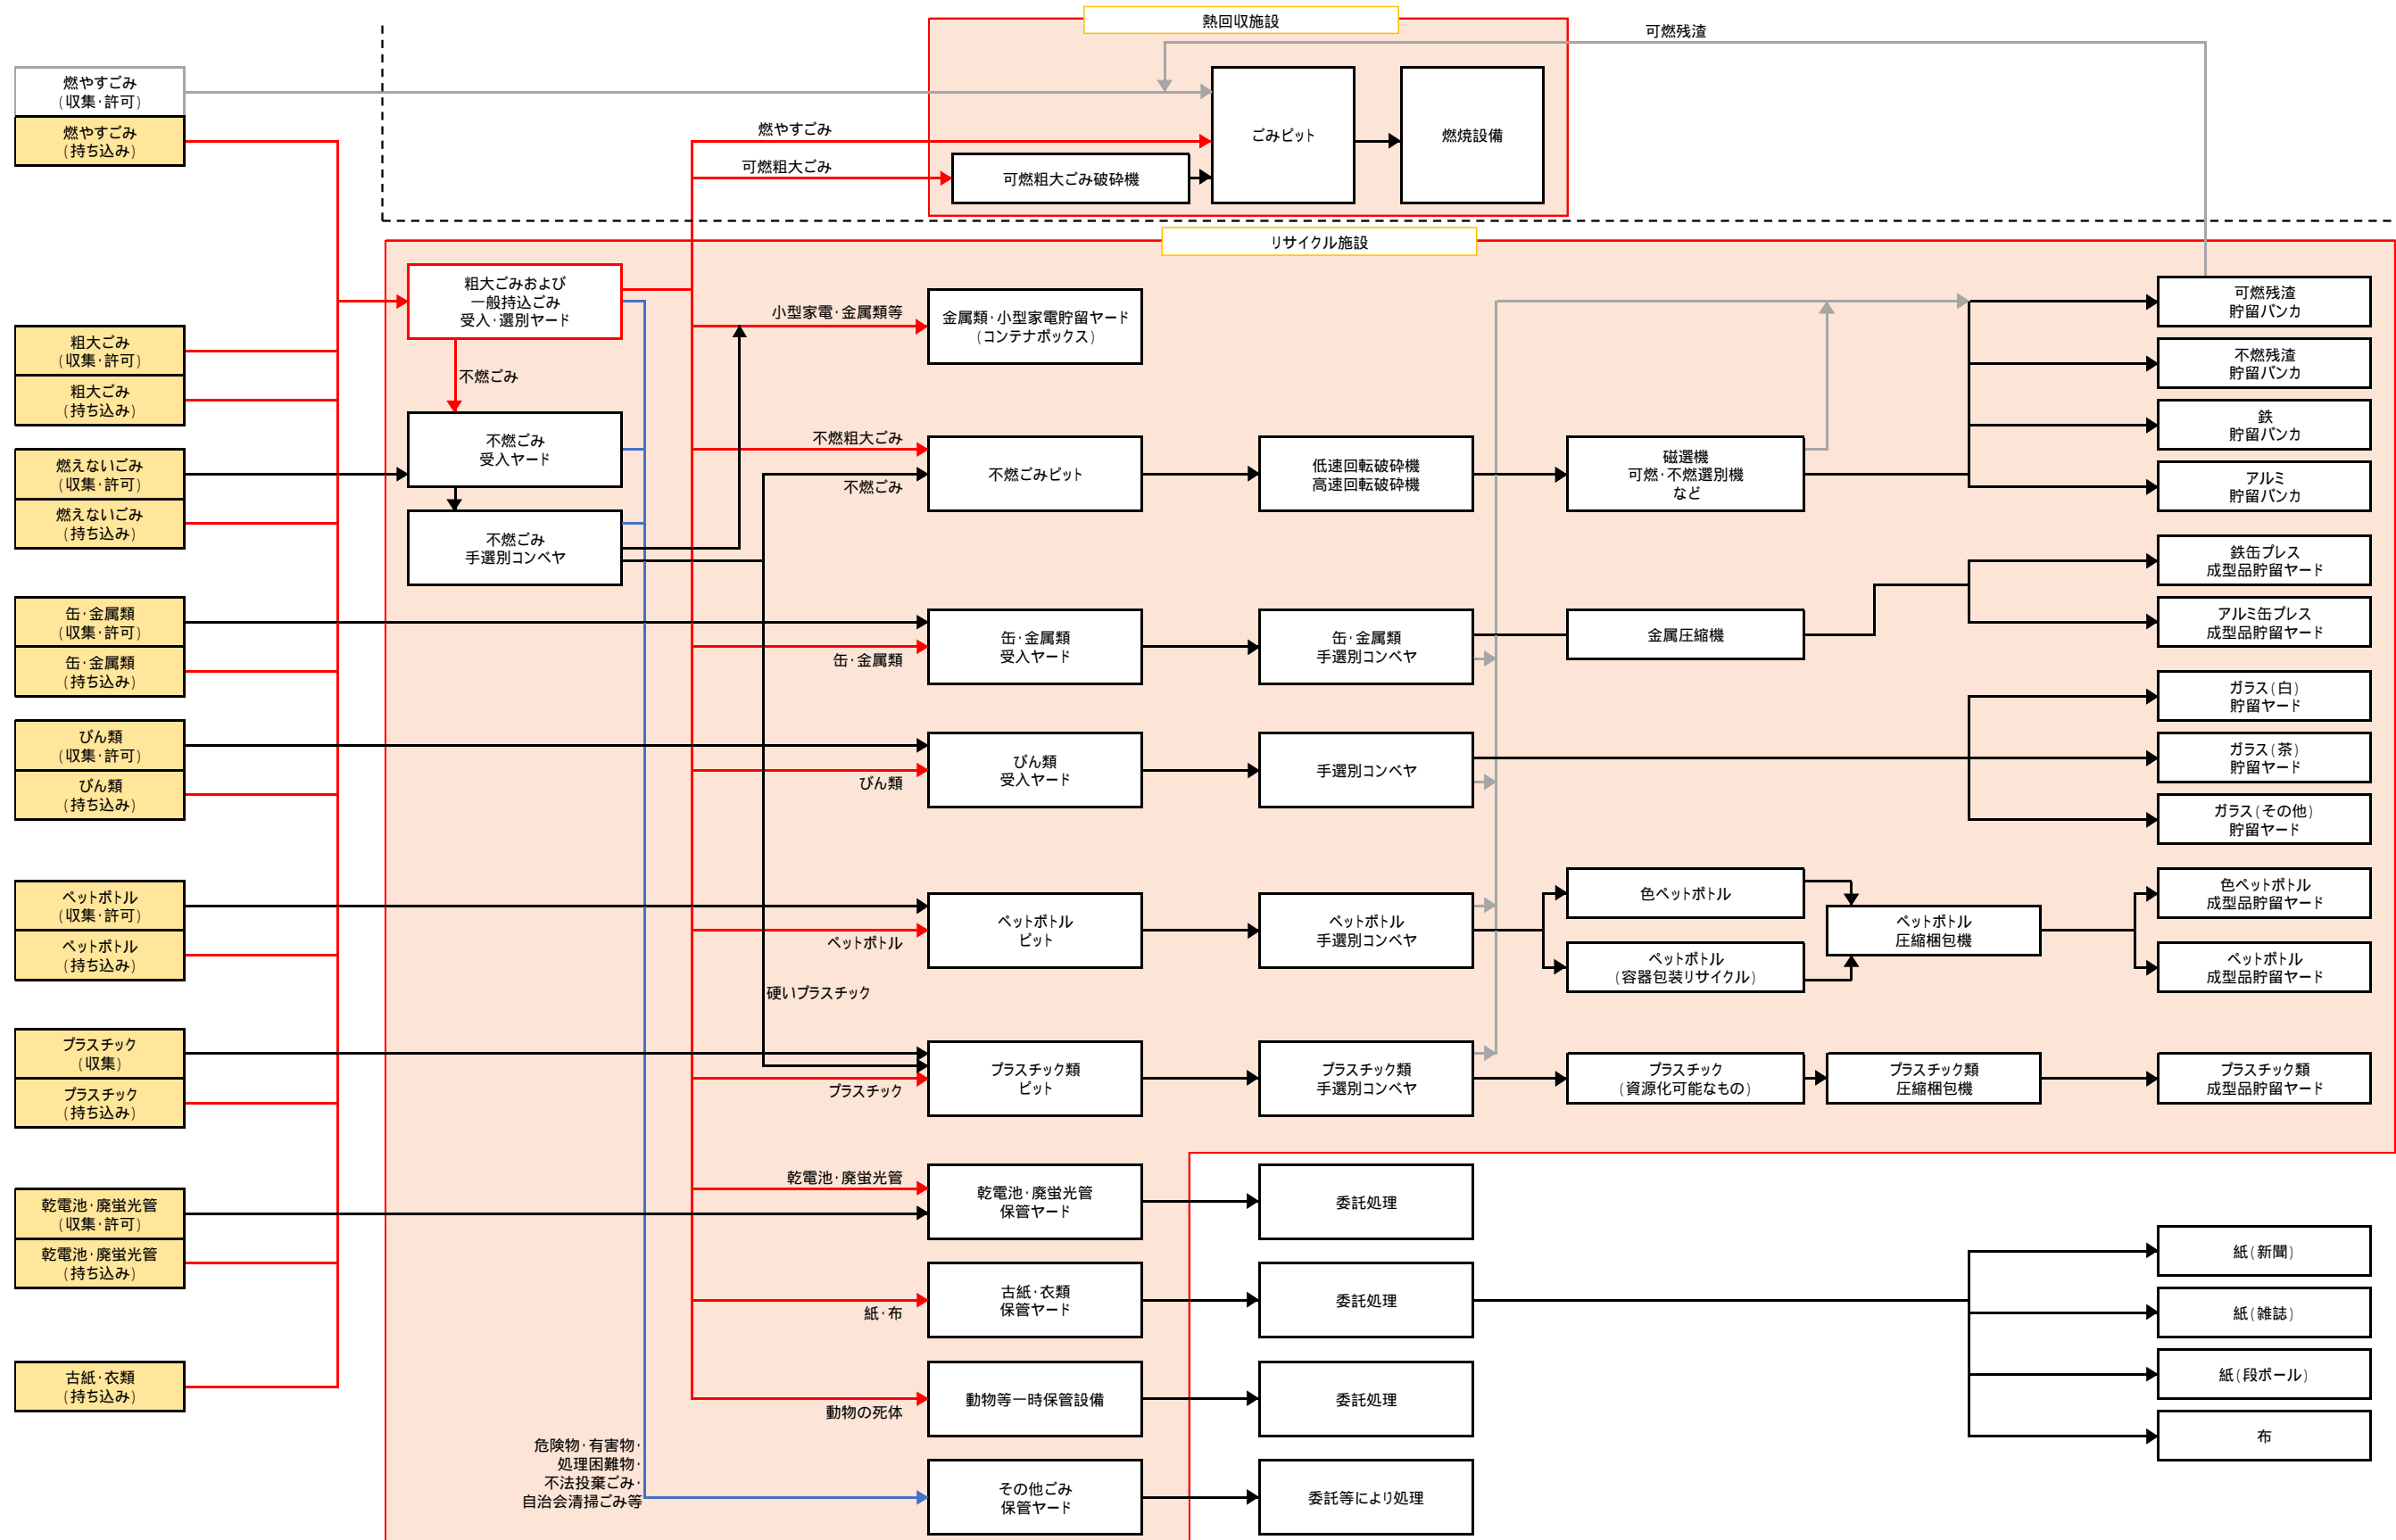 熱回収施設
可燃残渣
燃やすごみ
(収集・許可)
燃やすごみ
(持ち込み)
燃やすごみ
可燃粗大ごみ
可燃粗大ごみ破砕機
ごみピット
燃焼設備
リサイクル施設
粗大ごみおよび
一般持込ごみ
受入・選別ヤード
小型家電・金属類等
金属類・小型家電貯留ヤード
(コンテナボックス)
可燃残渣
貯留バンカ
粗大ごみ
(収集・許可)
粗大ごみ
(持ち込み)
不燃ごみ
不燃残渣
貯留バンカ
鉄
貯留バンカ
アルミ
貯留バンカ
燃えないごみ
(収集・許可)
燃えないごみ
(持ち込み)
不燃ごみ
受入ヤード
不燃ごみ
手選別コンベヤ
不燃粗大ごみ
不燃ごみ
不燃ごみピット
低速回転破砕機
高速回転破砕機
磁選機
可燃・不燃選別機
など
鉄缶プレス
成型品貯留ヤード
アルミ缶プレス
成型品貯留ヤード
缶・金属類
(収集・許可)
缶・金属類
(持ち込み)
缶・金属類
缶・金属類
受入ヤード
缶・金属類
手選別コンベヤ
金属圧縮機
ガラス(白)
貯留ヤード
ガラス(茶)
貯留ヤード
ガラス(その他)
貯留ヤード
びん類
(収集・許可)
びん類
(持ち込み)
びん類
びん類
受入ヤード
手選別コンベヤ
ペットボトル
(収集・許可)
ペットボトル
(持ち込み)
ペットボトル
ペットボトル
ピット
ペットボトル
手選別コンベヤ
色ペットボトル
ペットボトル
(容器包装リサイクル)
ペットボトル
圧縮梱包機
色ペットボトル
成型品貯留ヤード
ペットボトル
成型品貯留ヤード
硬いプラスチック
プラスチック
(収集)
プラスチック
(持ち込み)
プラスチック
プラスチック類
ピット
プラスチック類
手選別コンベヤ
プラスチック
(資源化可能なもの)
プラスチック類
圧縮梱包機
プラスチック類
成型品貯留ヤード
乾電池・廃蛍光管
(収集・許可)
乾電池・廃蛍光管
(持ち込み)
乾電池・廃蛍光管
乾電池・廃蛍光管
保管ヤード
委託処理
古紙・衣類
(持ち込み)
紙・布
古紙・衣類
保管ヤード
委託処理
紙(新聞)
紙(雑誌)
紙(段ボール)
布
動物の死体
動物等一時保管設備
委託処理
危険物・有害物・
処理困難物・
不法投棄ごみ・
自治会清掃ごみ等
その他ごみ
保管ヤード
委託等により処理